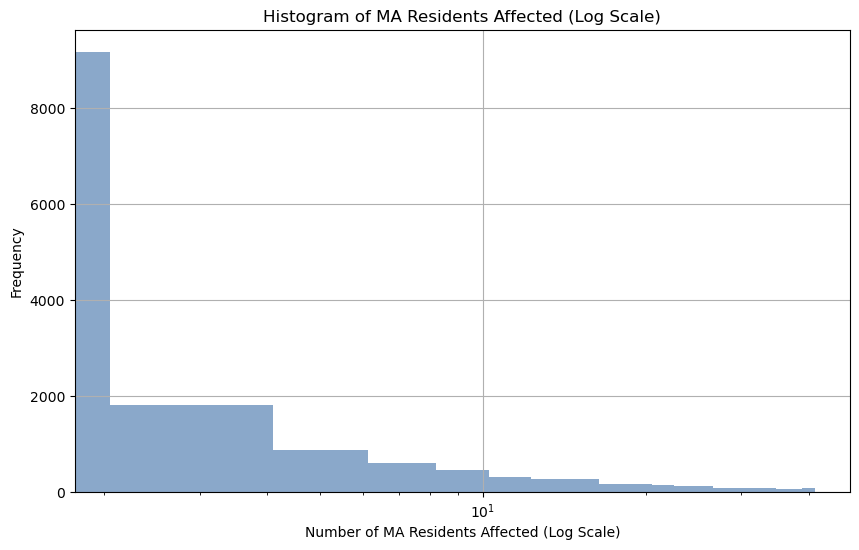 Histogram of MA Residents Affected (Log Scale)
Frequency
8000
6000
4000
2000
0
10¹
Number of MA Residents Affected (Log Scale)